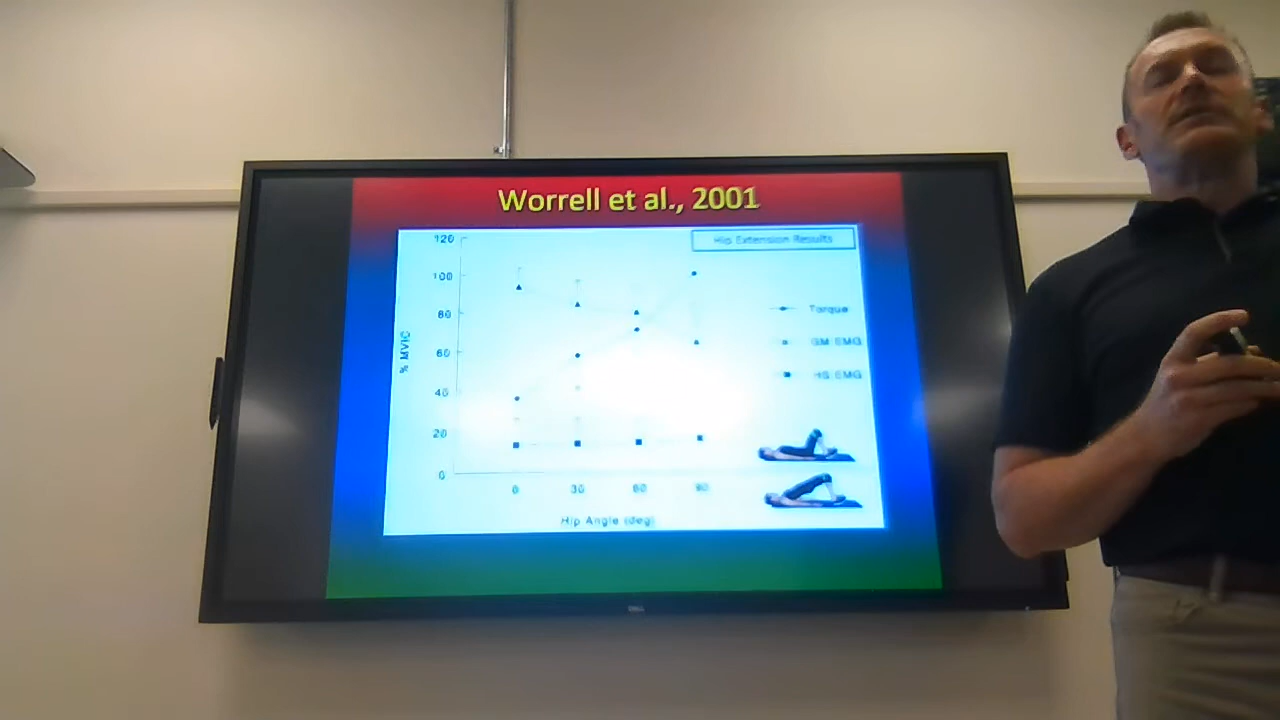 Worrell et al., 2001
Hip Extension Results
120
100
80
60
40
20
0
% MVIC
0
30
60
90
Hip Angle (deg)
Torque
GM EMG
HS EMG
DELL